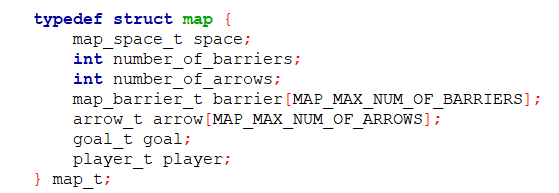 typedef struct map {
    map_space_t space;
    int number_of_barriers;
    int number_of_arrows;
    map_barrier_t barrier[MAP_MAX_NUM_OF_BARRIERS];
    arrow_t arrow[MAP_MAX_NUM_OF_ARROWS];
    goal_t goal;
    player_t player;
} map_t;